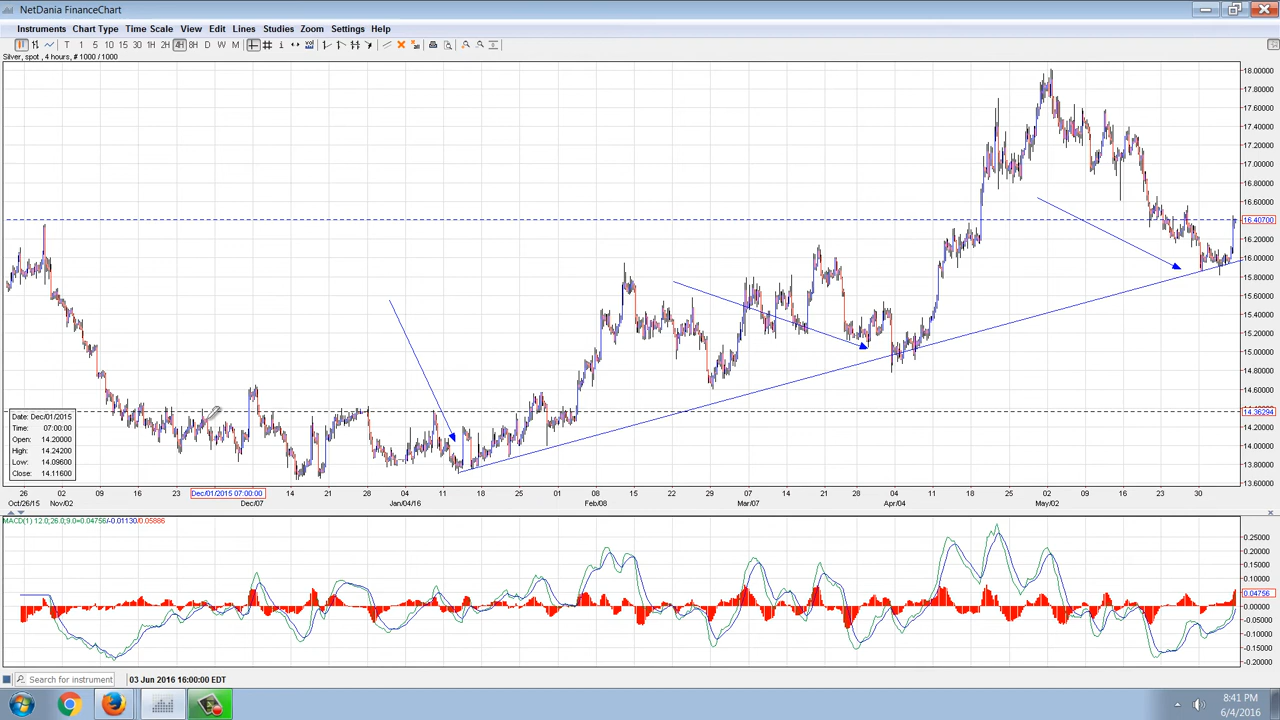 NetDania FinanceChart
Instruments Chart Type Time Scale View Edit Lines Studies Zoom Help
T 1 5 10 15 30 1H 2H 4H 8H D W M
Silver, spot , 4 hours, # 1000 / 1000
18.00000
17.80000
17.60000
17.40000
17.20000
17.00000
16.80000
16.60000
16.40700
16.20000
16.00000
15.80000
15.60000
15.40000
15.20000
15.00000
14.80000
14.60000
14.36294
14.20000
14.00000
13.80000
13.60000
Date: Dec/01/2015
Time: 07:00:00
Open: 14.20000
High: 14.24200
Low: 14.09600
Close: 14.11600
26 02 09 16 23 Dec/01/2015 07:00:00 14 21 28 04 11 18 25 01 08 15 22 29 07 14 21 28 04 11 18 25 02 09 16 23 30
Oct/26/15 Nov/02 Dec/07 Jan/04/16 Feb/08 Mar/07 Apr/04 May/02
MACD(1) 12.0;26.0;9.0=0.04756/-0.01130/0.05886
0.25000
0.20000
0.15000
0.10000
0.04756
0.00000
-0.05000
-0.10000
-0.15000
-0.20000
Search for instrument 03 Jun 2016 16:00:00 EDT
8:41 PM
6/4/2016